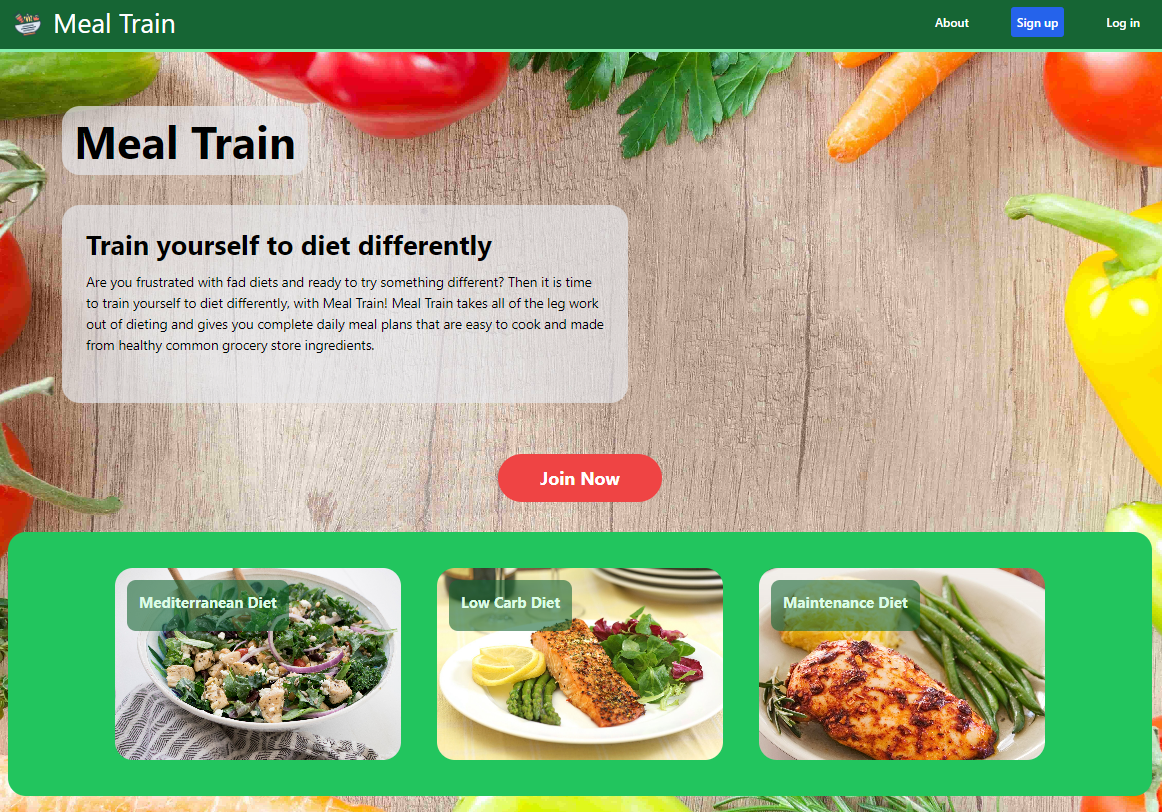 Meal Train
About
Sign up
Log in
Meal Train
Train yourself to diet differently
Are you frustrated with fad diets and ready to try something different? Then it is time
to train yourself to diet differently, with Meal Train! Meal Train takes all of the leg work
out of dieting and gives you complete daily meal plans that are easy to cook and made
from healthy common grocery store ingredients.
Join Now
Mediterranean Diet
Low Carb Diet
Maintenance Diet